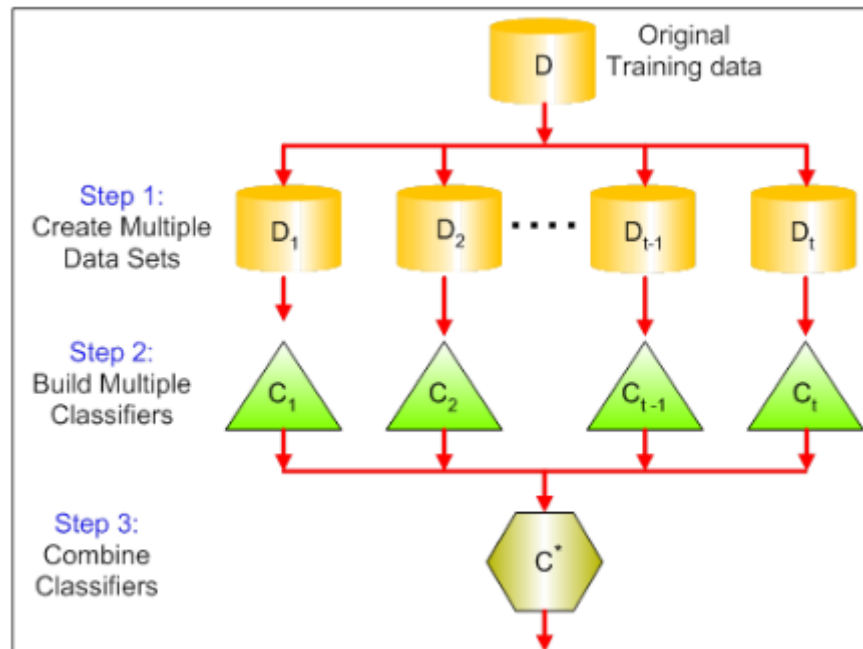 D
Original
Training data
Step 1:
Create Multiple
Data Sets
D₁
D₂
....
Dₜ₋₁
Dₜ
Step 2:
Build Multiple
Classifiers
C₁
C₂
Cₜ₋₁
Cₜ
Step 3:
Combine
Classifiers
C*